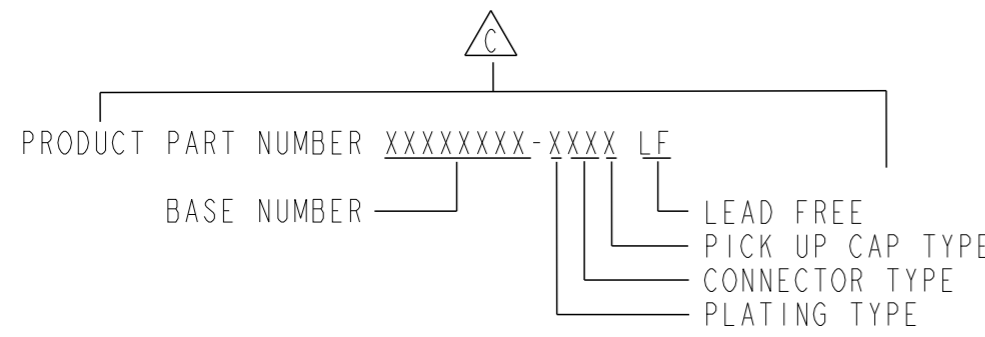 C
PRODUCT PART NUMBER XXXXXXXX-XXXX LF
BASE NUMBER
LEAD FREE
PICK UP CAP TYPE
CONNECTOR TYPE
PLATING TYPE